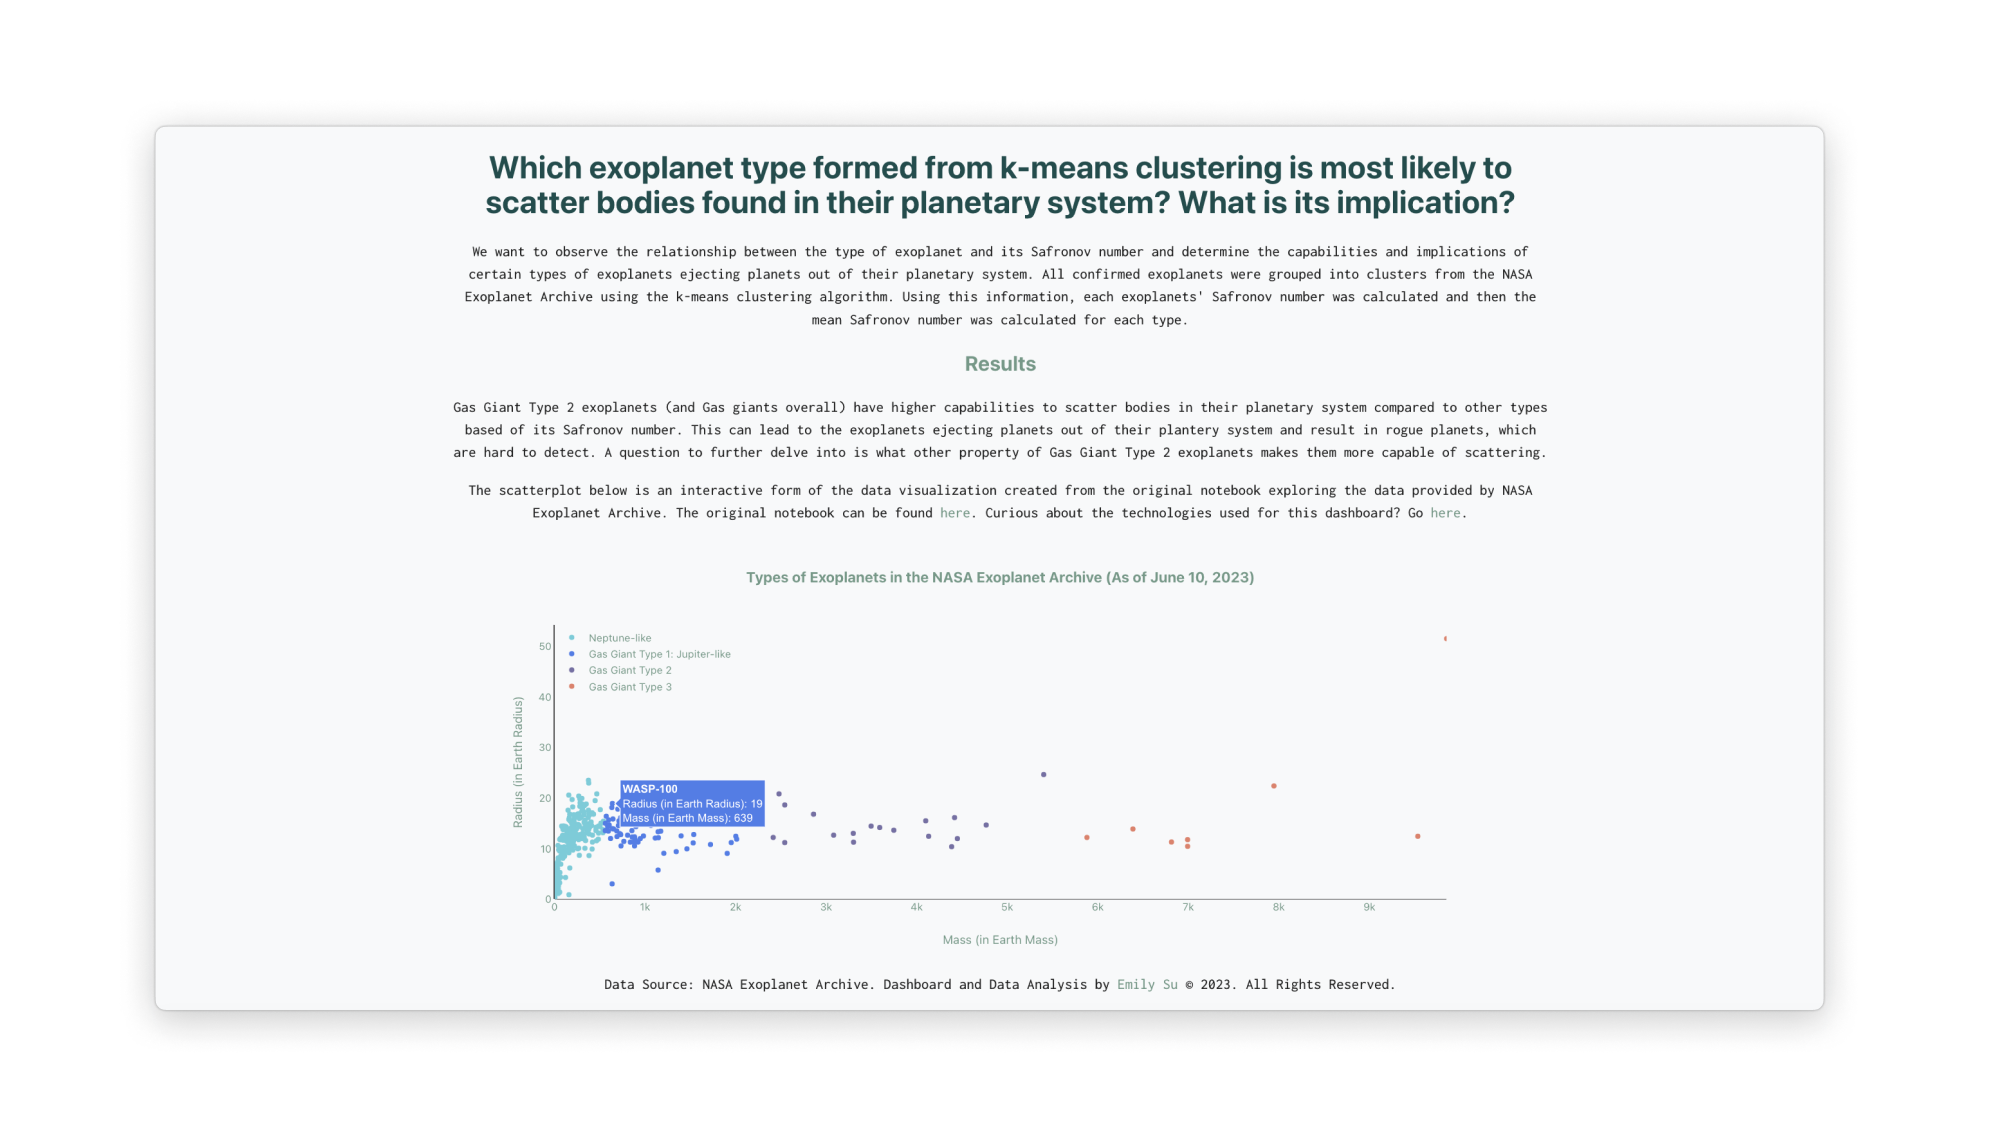 Which exoplanet type formed from k-means clustering is most likely to
scatter bodies found in their planetary system? What is its implication?
We want to observe the relationship between the type of exoplanet and its Safronov number and determine the capabilities and implications of
certain types of exoplanets ejecting planets out of their planetary system. All confirmed exoplanets were grouped into clusters from the NASA
Exoplanet Archive using the k-means clustering algorithm. Using this information, each exoplanets' Safronov number was calculated and then the
mean Safronov number was calculated for each type.
Results
Gas Giant Type 2 exoplanets (and Gas giants overall) have higher capabilities to scatter bodies in their planetary system compared to other types
based of its Safronov number. This can lead to the exoplanets ejecting planets out of their plantery system and result in rogue planets, which
are hard to detect. A question to further delve into is what other property of Gas Giant Type 2 exoplanets makes them more capable of scattering.
The scatterplot below is an interactive form of the data visualization created from the original notebook exploring the data provided by NASA
Exoplanet Archive. The original notebook can be found here. Curious about the technologies used for this dashboard? Go here.
Types of Exoplanets in the NASA Exoplanet Archive (As of June 10, 2023)
Neptune-like
Gas Giant Type 1: Jupiter-like
Gas Giant Type 2
Gas Giant Type 3
50
40
30
20
10
0
Radius (in Earth Radius)
WASP-100
Radius (in Earth Radius): 19
Mass (in Earth Mass): 639
0 1k 2k 3k 4k 5k 6k 7k 8k 9k
Mass (in Earth Mass)
Data Source: NASA Exoplanet Archive. Dashboard and Data Analysis by Emily Su © 2023. All Rights Reserved.